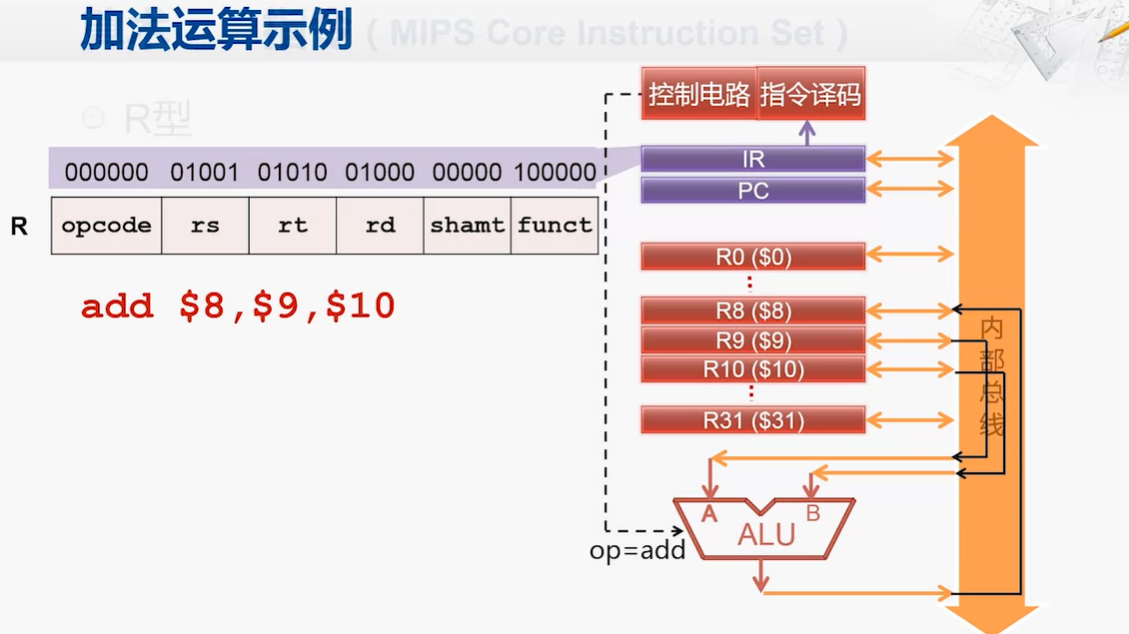 加法运算示例 ( MIPS Core Instruction Set )
R型
000000 01001 01010 01000 00000 100000
R opcode rs rt rd shamt funct
add $8,$9,$10
控制电路 指令译码
IR
PC
R0 ($0)
R8 ($8)
R9 ($9)
R10 ($10)
R31 ($31)
内部总线
A B
ALU
op=add